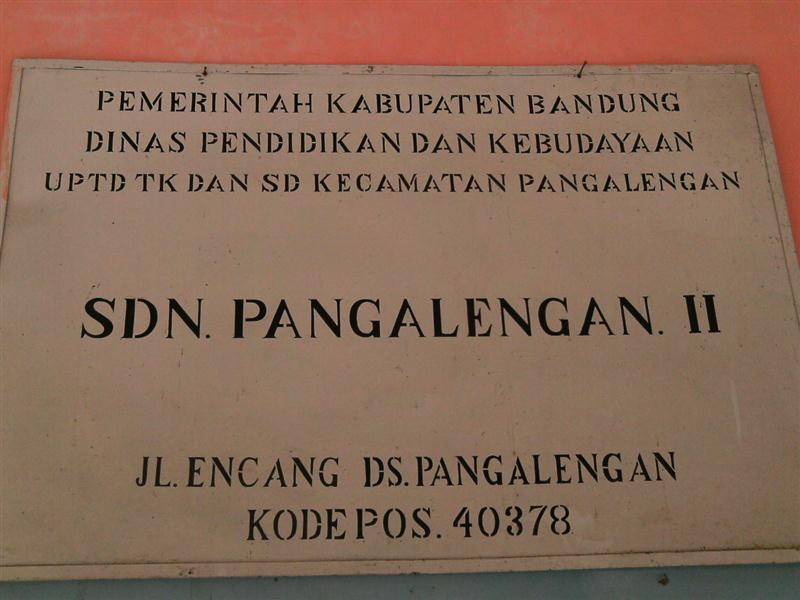 PEMERINTAH KABUPATEN BANDUNG
DINAS PENDIDIKAN DAN KEBUDAYAAN
UPTD TK DAN SD KECAMATAN PANGALENGAN
SDN. PANGALENGAN. II
JL. ENCANG DS. PANGALENGAN
KODE POS. 40378